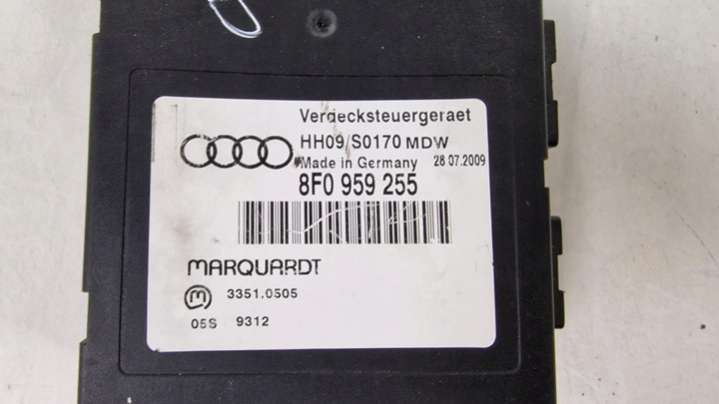 Verdecksteuergeraet
HH09/S0170 MDW
Made in Germany 28.07.2009
8F0 959 255
MARQUARDT
m 3351.0505
05S 9312